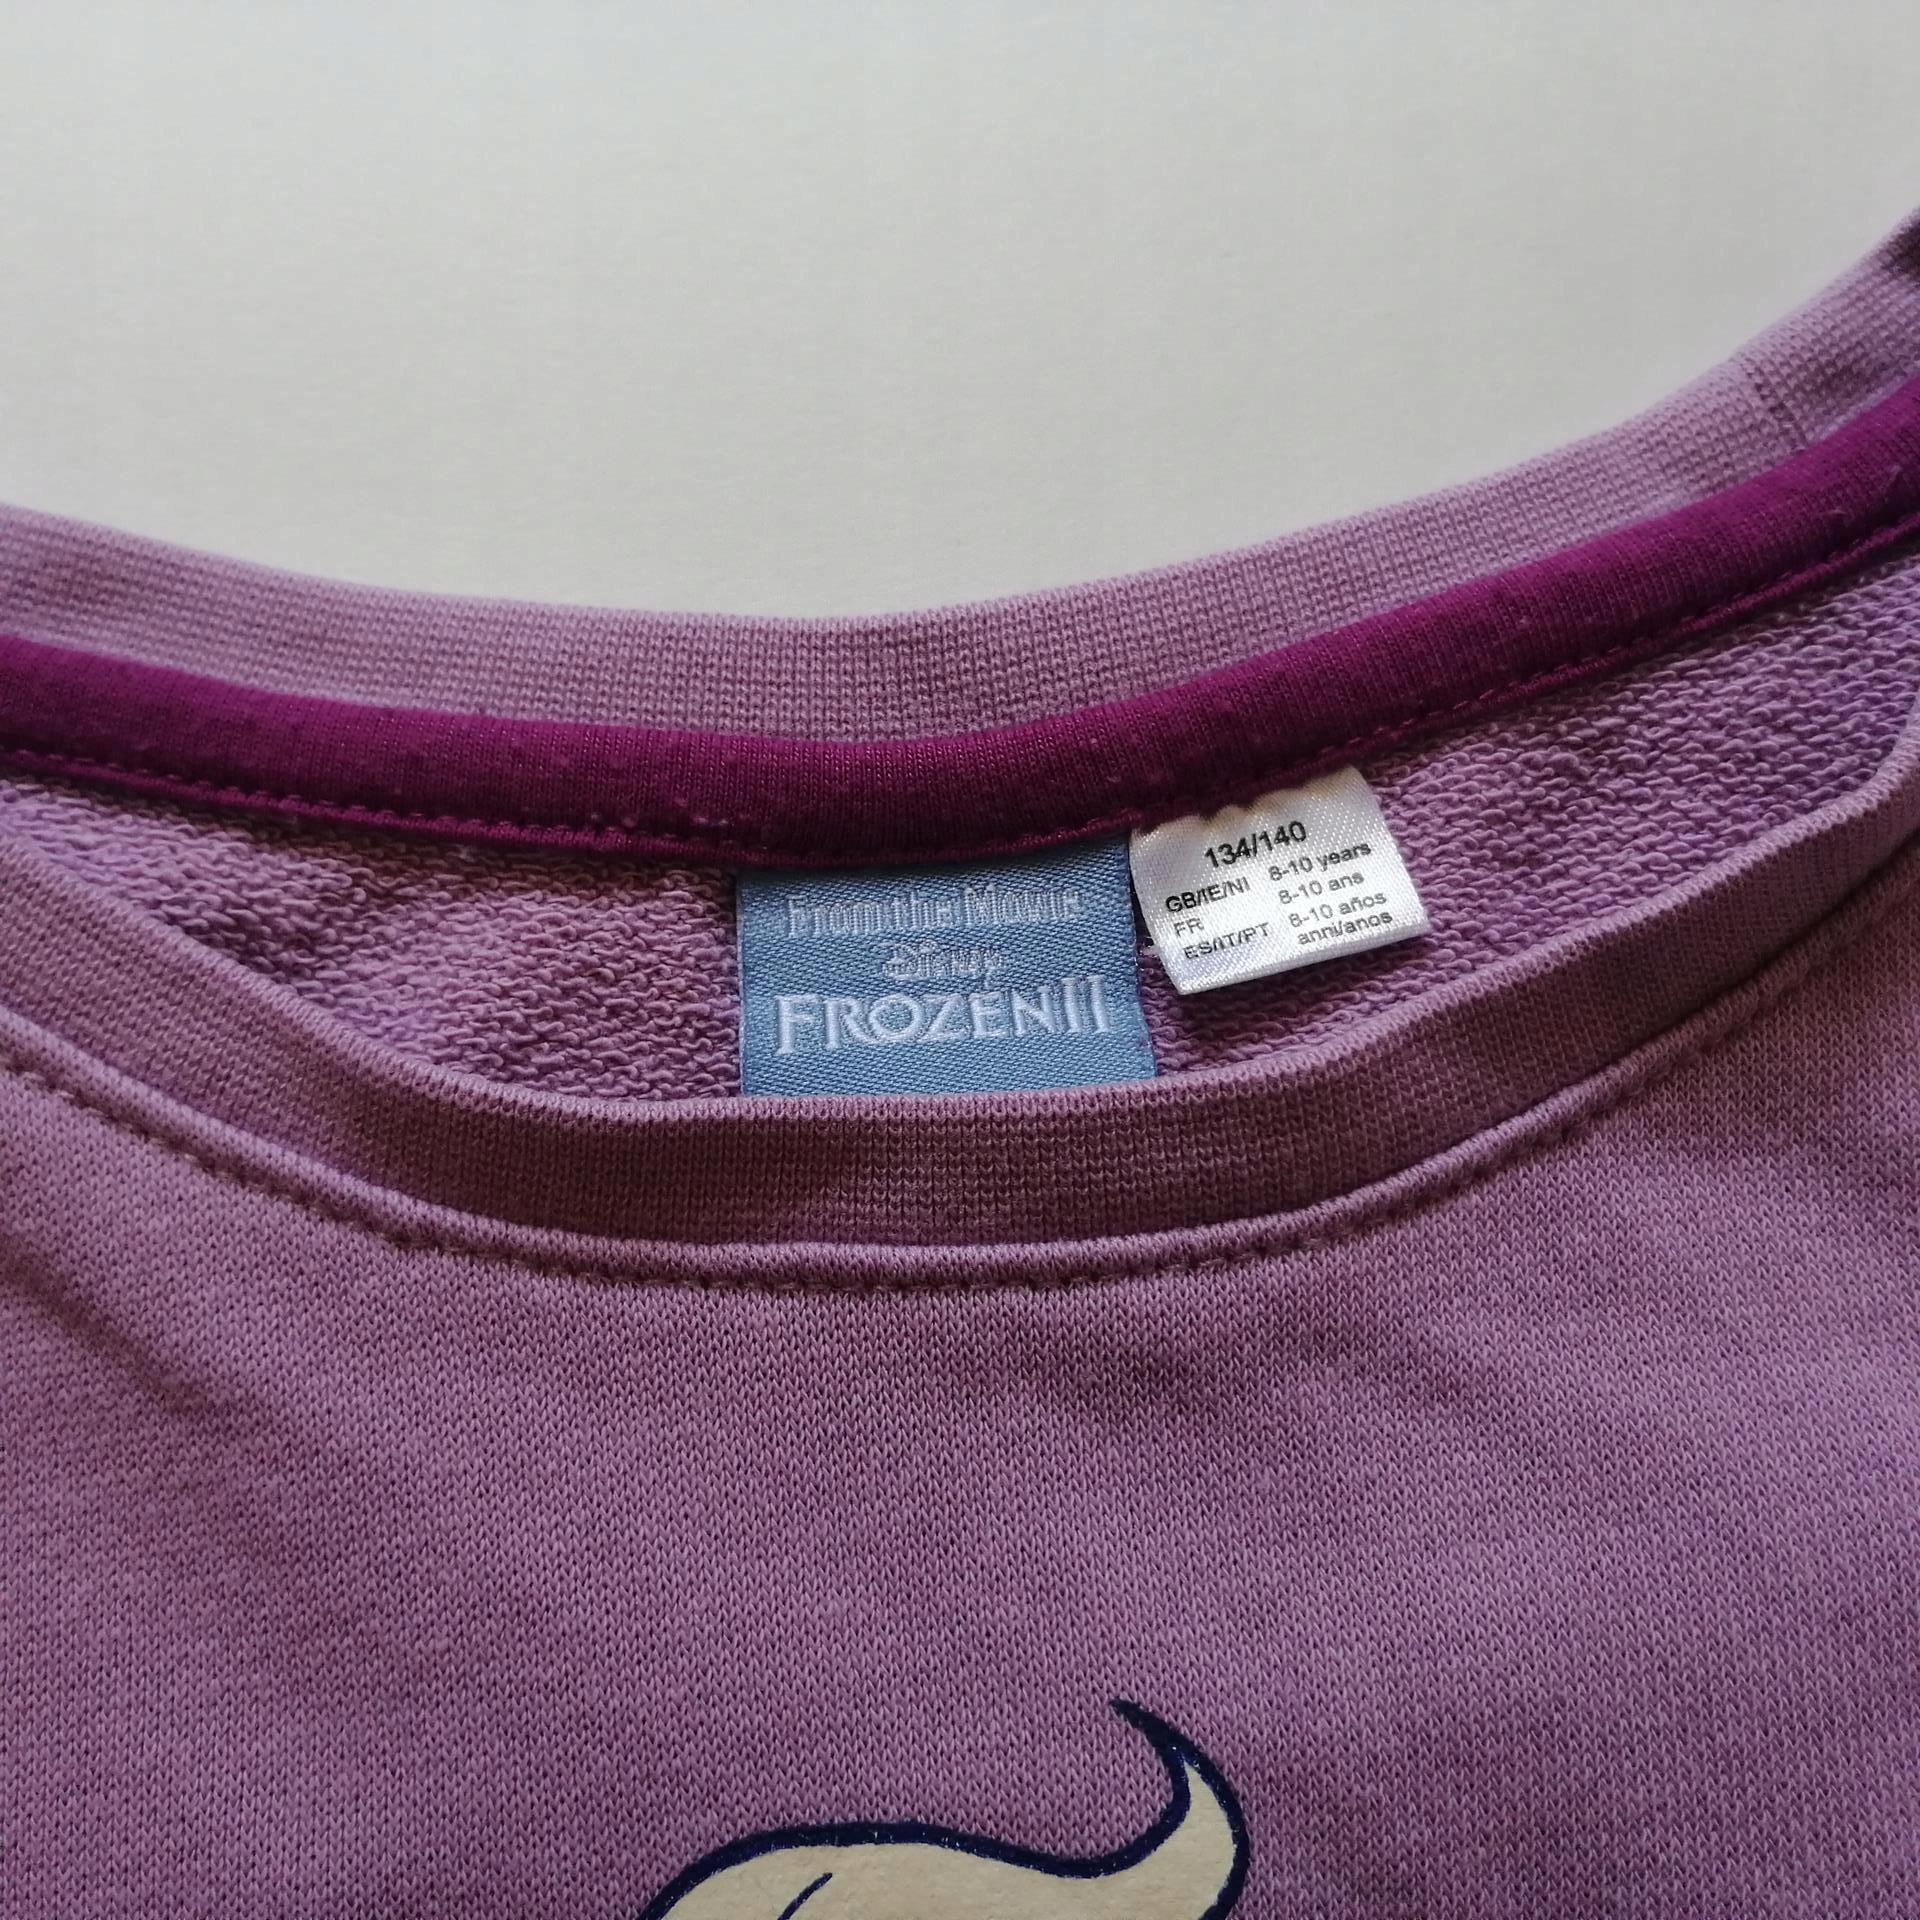 From the Movie
Disney
FROZEN II
134/140
GB/IE/NI 8-10 years
FR 8-10 ans
ES/IT/PT 8-10 años
anni/anos